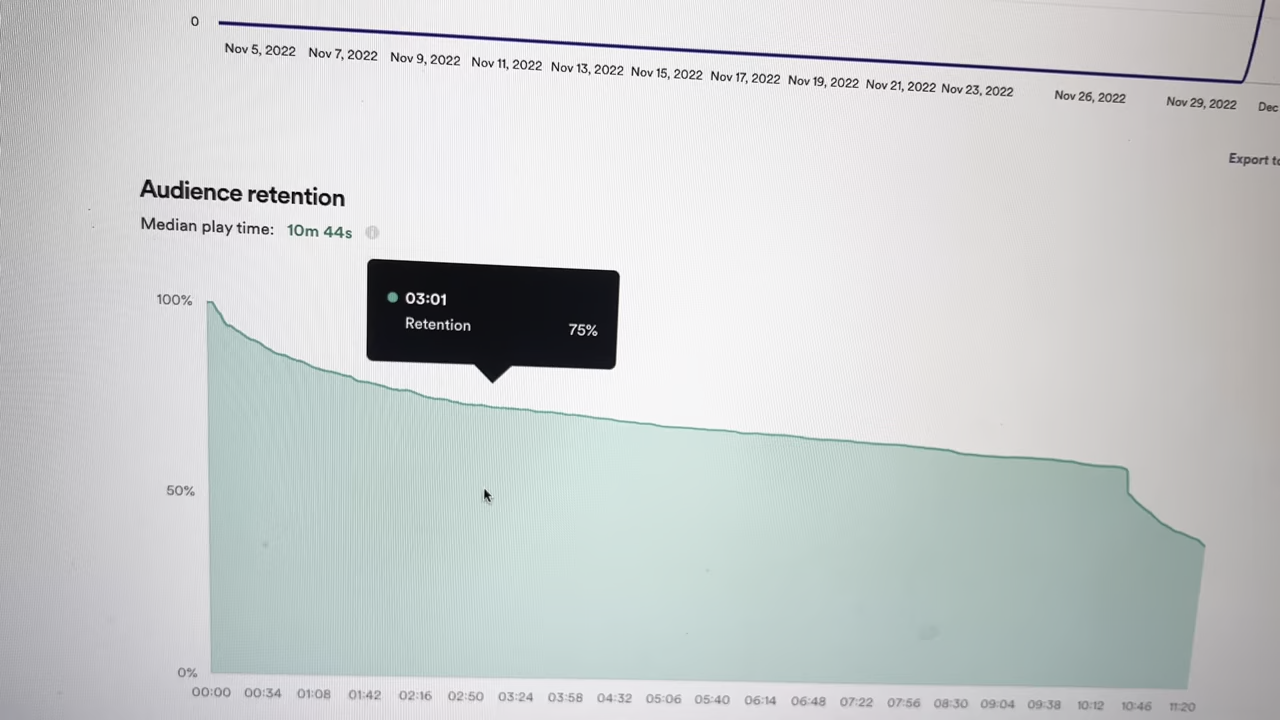 0
Nov 5, 2022 Nov 7, 2022 Nov 9, 2022 Nov 11, 2022 Nov 13, 2022 Nov 15, 2022 Nov 17, 2022 Nov 19, 2022 Nov 21, 2022 Nov 23, 2022 Nov 26, 2022 Nov 29, 2022 Dec
Export to
Audience retention
Median play time: 10m 44s
03:01
Retention 75%
100%
50%
0%
00:00 00:34 01:08 01:42 02:16 02:50 03:24 03:58 04:32 05:06 05:40 06:14 06:48 07:22 07:56 08:30 09:04 09:38 10:12 10:46 11:20